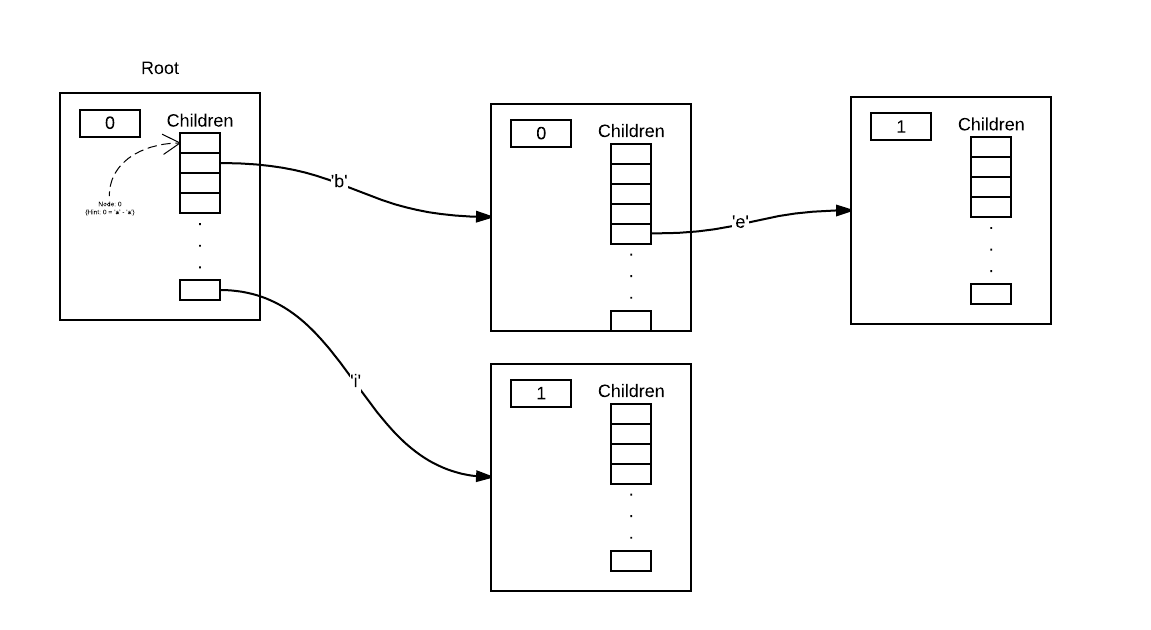 Root
0
Children
Node: 0
(Hint: 0 = 'a' - 'a')
'b'
'i'
0
Children
'e'
1
Children
1
Children